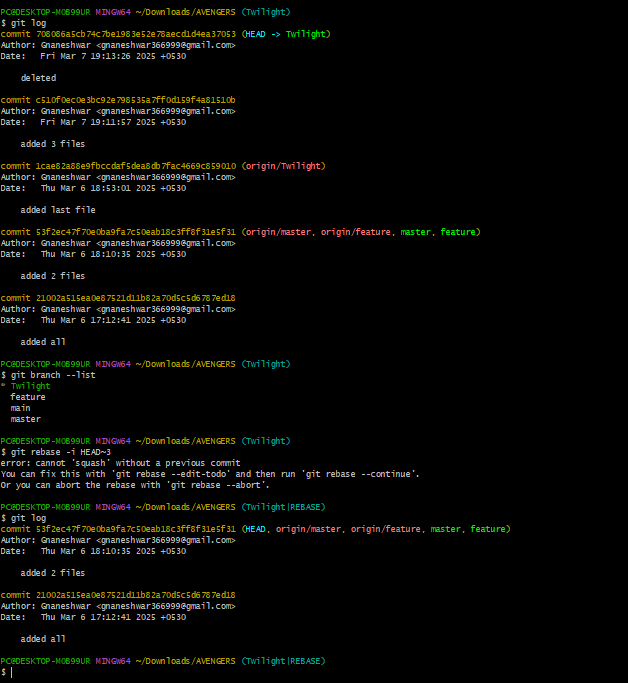 PC@DESKTOP-MOB99UR MINGW64 ~/Downloads/AVENGERS (Twilight)
$ git log
commit 708086a5cb74c7be1983e52e78aecd1d4ea37053 (HEAD -> Twilight)
Author: Gnaneshwar <gnaneshwar366999@gmail.com>
Date:   Fri Mar 7 19:13:26 2025 +0530

    deleted

commit c510f0ec0e3bc92e798535a7ff0d159f4a81510b
Author: Gnaneshwar <gnaneshwar366999@gmail.com>
Date:   Fri Mar 7 19:11:57 2025 +0530

    added 3 files

commit 1cae82a88e9fbccdaf5dea8db7fac4669c859010 (origin/Twilight)
Author: Gnaneshwar <gnaneshwar366999@gmail.com>
Date:   Thu Mar 6 18:53:01 2025 +0530

    added last file

commit 53f2ec47f70e0ba9fa7c50eab18c3ff8f31e5f31 (origin/master, origin/feature, master, feature)
Author: Gnaneshwar <gnaneshwar366999@gmail.com>
Date:   Thu Mar 6 18:10:35 2025 +0530

    added 2 files

commit 21002a515ea0e87521d11b82a70d5c5d6787ed18
Author: Gnaneshwar <gnaneshwar366999@gmail.com>
Date:   Thu Mar 6 17:12:41 2025 +0530

    added all

PC@DESKTOP-MOB99UR MINGW64 ~/Downloads/AVENGERS (Twilight)
$ git branch --list
* Twilight
  feature
  main
  master

PC@DESKTOP-MOB99UR MINGW64 ~/Downloads/AVENGERS (Twilight)
$ git rebase -i HEAD~3
error: cannot 'squash' without a previous commit
You can fix this with 'git rebase --edit-todo' and then run 'git rebase --continue'.
Or you can abort the rebase with 'git rebase --abort'.

PC@DESKTOP-MOB99UR MINGW64 ~/Downloads/AVENGERS (Twilight|REBASE)
$ git log
commit 53f2ec47f70e0ba9fa7c50eab18c3ff8f31e5f31 (HEAD, origin/master, origin/feature, master, feature)
Author: Gnaneshwar <gnaneshwar366999@gmail.com>
Date:   Thu Mar 6 18:10:35 2025 +0530

    added 2 files

commit 21002a515ea0e87521d11b82a70d5c5d6787ed18
Author: Gnaneshwar <gnaneshwar366999@gmail.com>
Date:   Thu Mar 6 17:12:41 2025 +0530

    added all

PC@DESKTOP-MOB99UR MINGW64 ~/Downloads/AVENGERS (Twilight|REBASE)
$